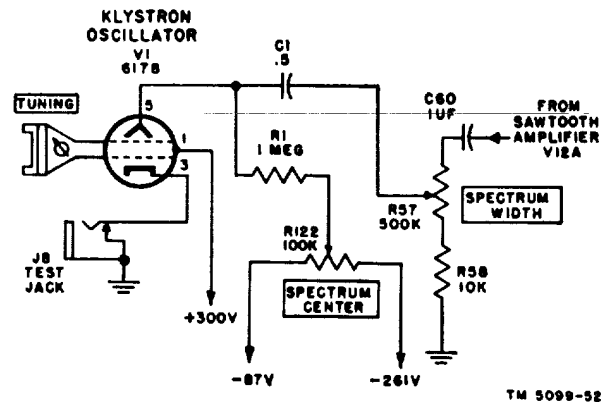 KLYSTRON
OSCILLATOR
V1
6178
5
C1
.5
TUNING
1
3
R1
1 MEG
C60
1UF
FROM
SAWTOOTH
AMPLIFIER
V12A
R57
500K
SPECTRUM
WIDTH
R122
100K
J8
TEST
JACK
R58
10K
SPECTRUM
CENTER
+300V
-87V
-261V
TM 5099-52